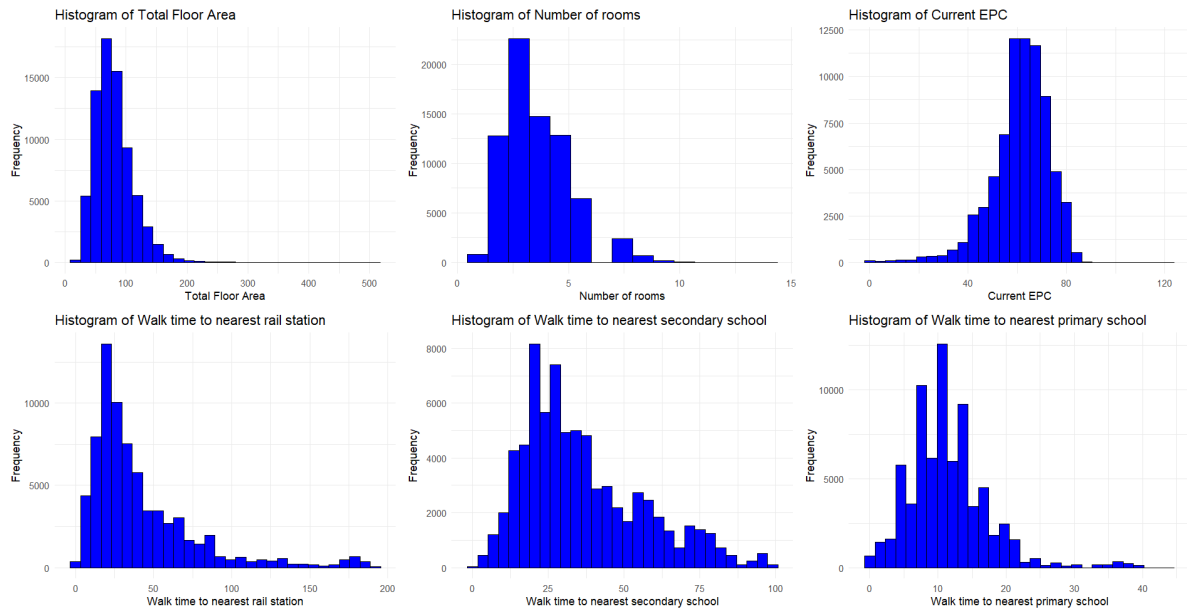 Histogram of Total Floor Area
Frequency
15000
10000
5000
0
0 100 200 300 400 500
Total Floor Area
Histogram of Number of rooms
Frequency
20000
15000
10000
5000
0
0 5 10 15
Number of rooms
Histogram of Current EPC
Frequency
12500
10000
7500
5000
2500
0
0 40 80 120
Current EPC
Histogram of Walk time to nearest rail station
Frequency
10000
5000
0
0 50 100 150 200
Walk time to nearest rail station
Histogram of Walk time to nearest secondary school
Frequency
8000
6000
4000
2000
0
0 25 50 75 100
Walk time to nearest secondary school
Histogram of Walk time to nearest primary school
Frequency
10000
5000
0
0 10 20 30 40
Walk time to nearest primary school